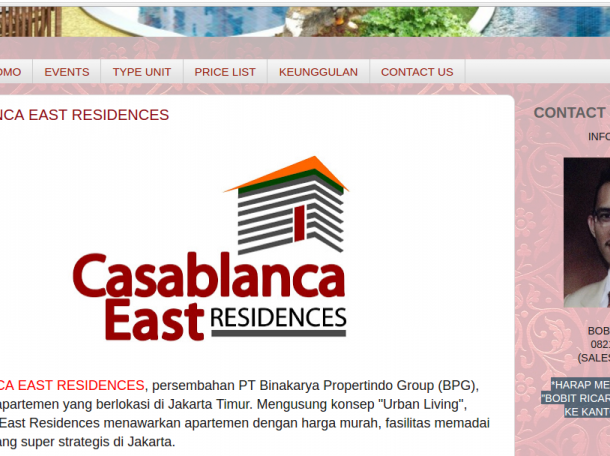 OMO EVENTS TYPE UNIT PRICE LIST KEUNGGULAN CONTACT US
NCA EAST RESIDENCES
CONTACT
INFO
Casablanca
East RESIDENCES
BOB
082
(SALES
CA EAST RESIDENCES, persembahan PT Binakarya Propertindo Group (BPG),
apartemen yang berlokasi di Jakarta Timur. Mengusung konsep "Urban Living",
East Residences menawarkan apartemen dengan harga murah, fasilitas memadai
ang super strategis di Jakarta.
*HARAP ME
"BOBIT RICAR
KE KANT